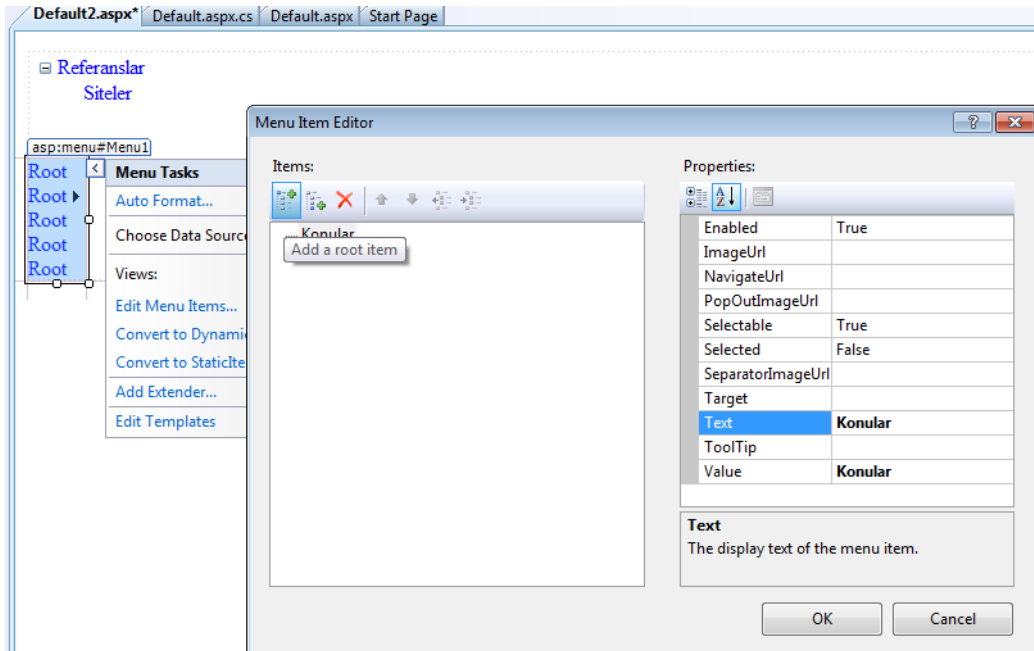 Default2.aspx* Default.aspx.cs Default.aspx Start Page
Referanslar
Siteler
asp:menu#Menu1
Root
Root
Root
Root
Root
Menu Tasks
Auto Format...
Choose Data Source
Views:
Edit Menu Items...
Convert to Dynami
Convert to StaticIte
Add Extender...
Edit Templates
Menu Item Editor
Items:
Konular
Add a root item
Properties:
Enabled True
ImageUrl
NavigateUrl
PopOutImageUrl
Selectable True
Selected False
SeparatorImageUrl
Target
Text Konular
ToolTip
Value Konular
Text
The display text of the menu item.
OK Cancel